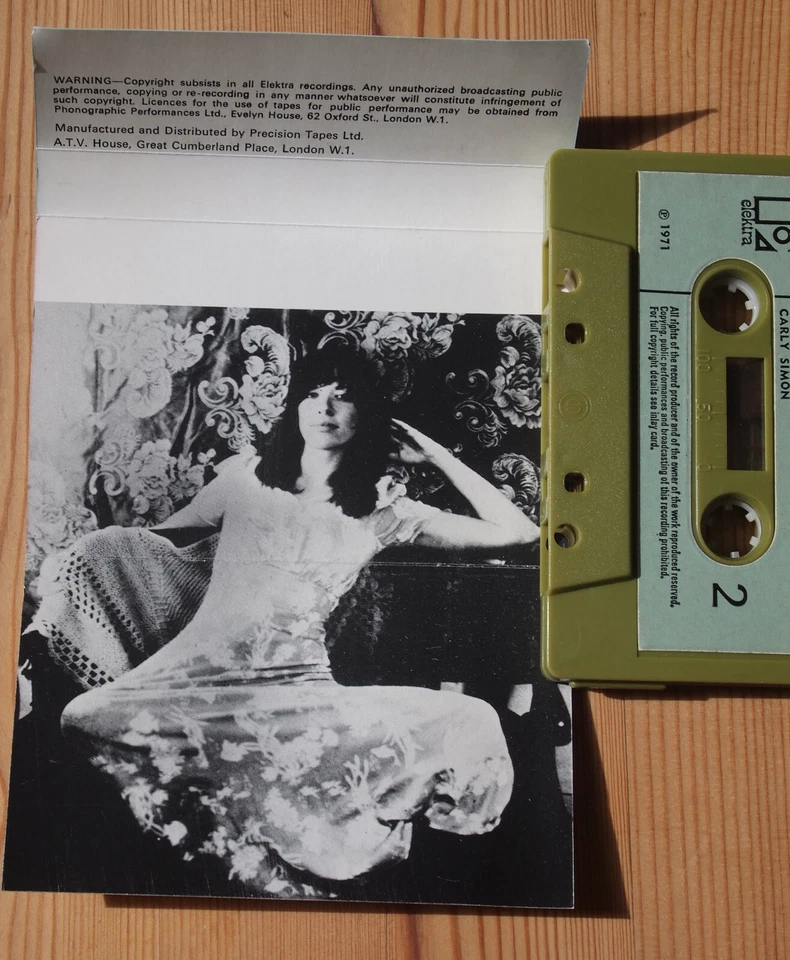 WARNING—Copyright subsists in all Elektra recordings. Any unauthorized broadcasting public
performance, copying or re-recording in any manner whatsoever will constitute infringement of
such copyright. Licences for the use of tapes for public performance may be obtained from
Phonographic Performances Ltd., Evelyn House, 62 Oxford St., London W.1.
Manufactured and Distributed by Precision Tapes Ltd.
A.T.V. House, Great Cumberland Place, London W.1.
elektra
℗ 1971
CARLY SIMON
All rights of the record producer and of the owner of the work reproduced reserved.
Copying, public performances and broadcasting of this recording prohibited.
For full copyright details see inlay card.
100
50
0
2